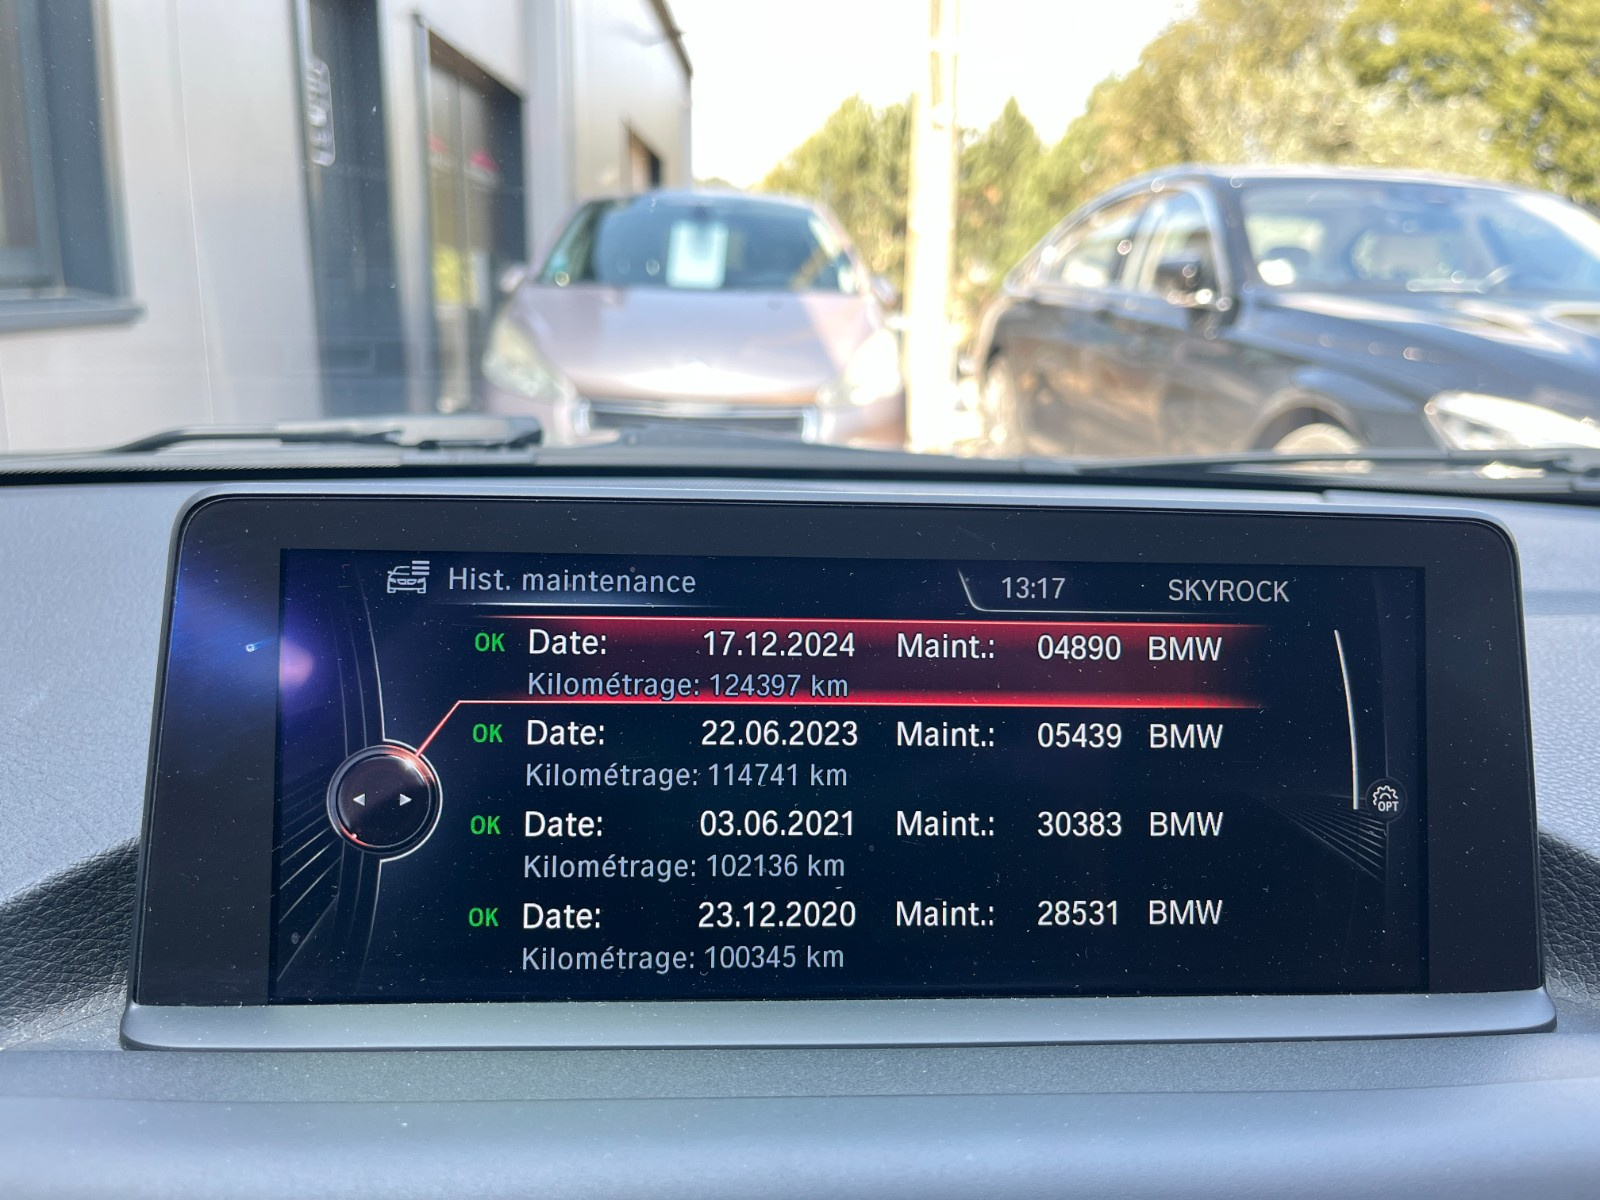 Hist. maintenance 13:17 SKYROCK
OK Date: 17.12.2024 Maint.: 04890 BMW
Kilométrage: 124397 km
OK Date: 22.06.2023 Maint.: 05439 BMW
Kilométrage: 114741 km
OK Date: 03.06.2021 Maint.: 30383 BMW
Kilométrage: 102136 km
OPT
OK Date: 23.12.2020 Maint.: 28531 BMW
Kilométrage: 100345 km